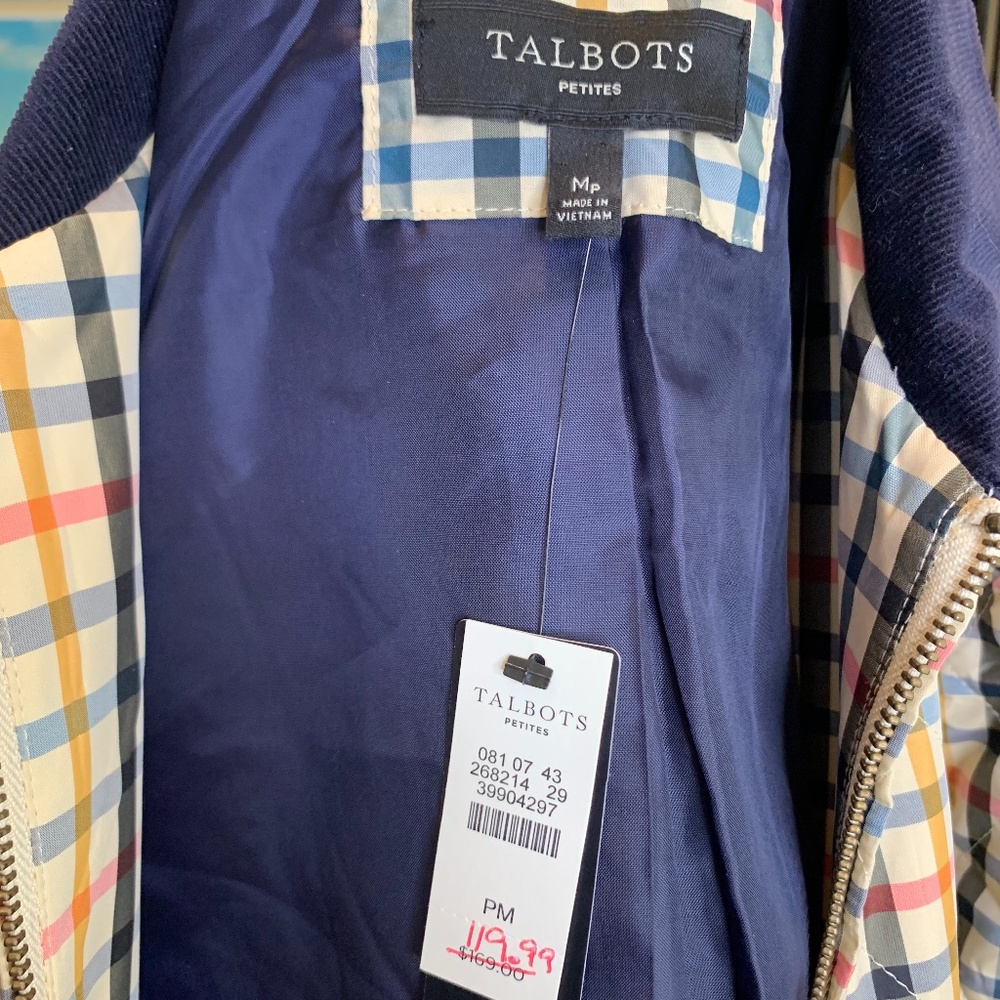 TALBOTS
PETITES
MP
MADE IN
VIETNAM
TALBOTS
PETITES
081 07 43
268214 29
39904297
PM
119.99
$169.00